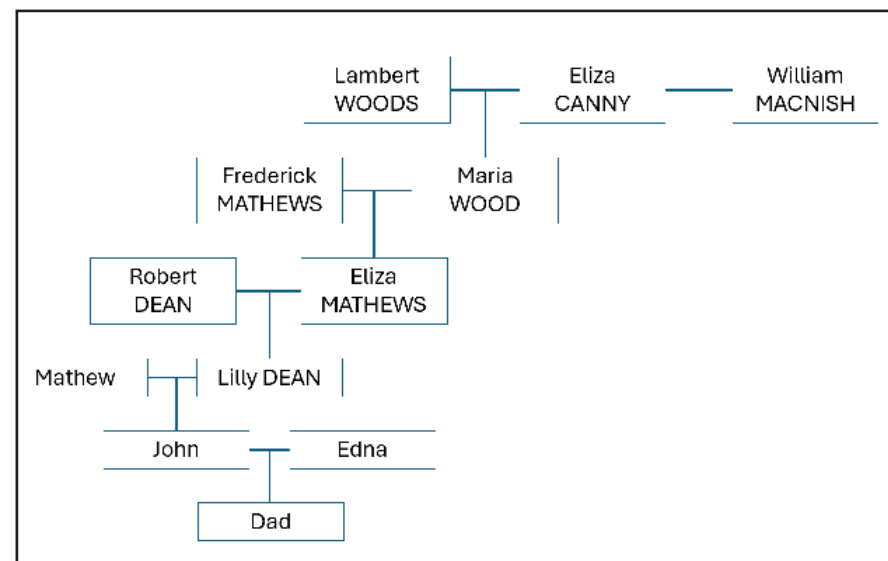 Lambert
WOODS
Eliza
CANNY
William
MACNISH
Frederick
MATHEWS
Maria
WOOD
Robert
DEAN
Eliza
MATHEWS
Mathew
Lilly DEAN
John
Edna
Dad